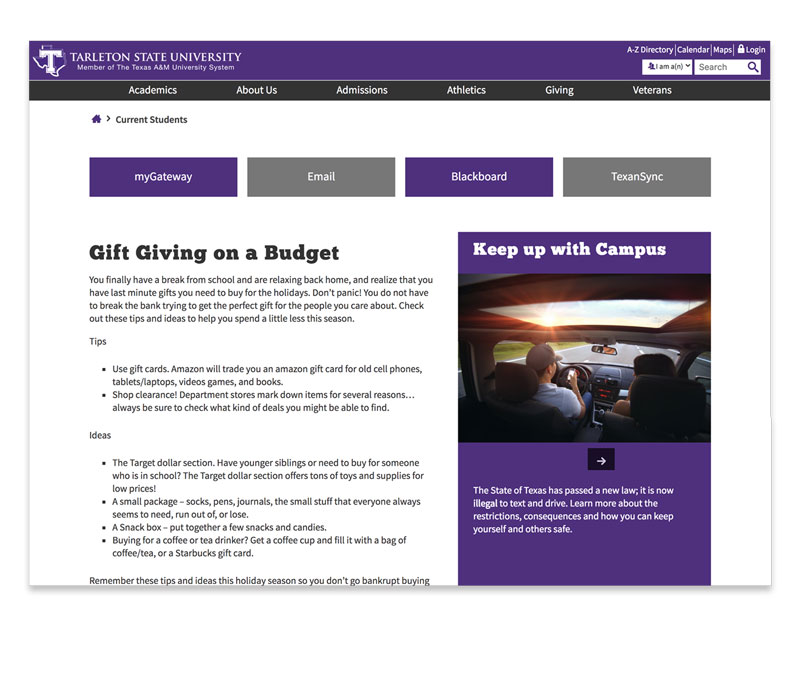 TARLETON STATE UNIVERSITY
Member of The Texas A&M University System
A-Z Directory Calendar Maps Login
I am a(n) Search
Academics About Us Admissions Athletics Giving Veterans
Current Students
myGateway Email Blackboard TexanSync
Gift Giving on a Budget
You finally have a break from school and are relaxing back home, and realize that you
have last minute gifts you need to buy for the holidays. Don't panic! You do not have
to break the bank trying to get the perfect gift for the people you care about. Check
out these tips and ideas to help you spend a little less this season.
Tips
Use gift cards. Amazon will trade you an amazon gift card for old cell phones,
tablets/laptops, videos games, and books.
Shop clearance! Department stores mark down items for several reasons…
always be sure to check what kind of deals you might be able to find.
Ideas
The Target dollar section. Have younger siblings or need to buy for someone
who is in school? The Target dollar section offers tons of toys and supplies for
low prices!
A small package – socks, pens, journals, the small stuff that everyone always
seems to need, run out of, or lose.
A Snack box – put together a few snacks and candies.
Buying for a coffee or tea drinker? Get a coffee cup and fill it with a bag of
coffee/tea, or a Starbucks gift card.
Remember these tips and ideas this holiday season so you don't go bankrupt buying
Keep up with Campus
The State of Texas has passed a new law; it is now
illegal to text and drive. Learn more about the
restrictions, consequences and how you can keep
yourself and others safe.